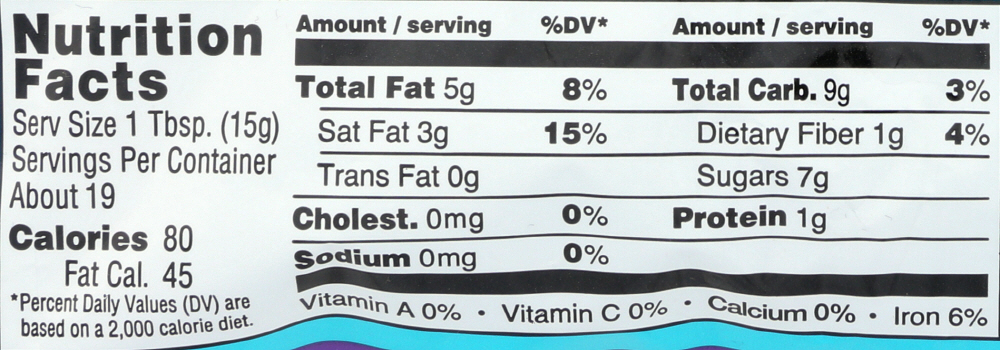 Nutrition
Facts
Serv Size 1 Tbsp. (15g)
Servings Per Container
About 19
Calories 80
Fat Cal. 45
*Percent Daily Values (DV) are
based on a 2,000 calorie diet.
Amount / serving %DV*
Total Fat 5g 8%
Sat Fat 3g 15%
Trans Fat 0g
Cholest. 0mg 0%
Sodium 0mg 0%
Amount / serving %DV*
Total Carb. 9g 3%
Dietary Fiber 1g 4%
Sugars 7g
Protein 1g
Vitamin A 0% • Vitamin C 0% • Calcium 0% • Iron 6%